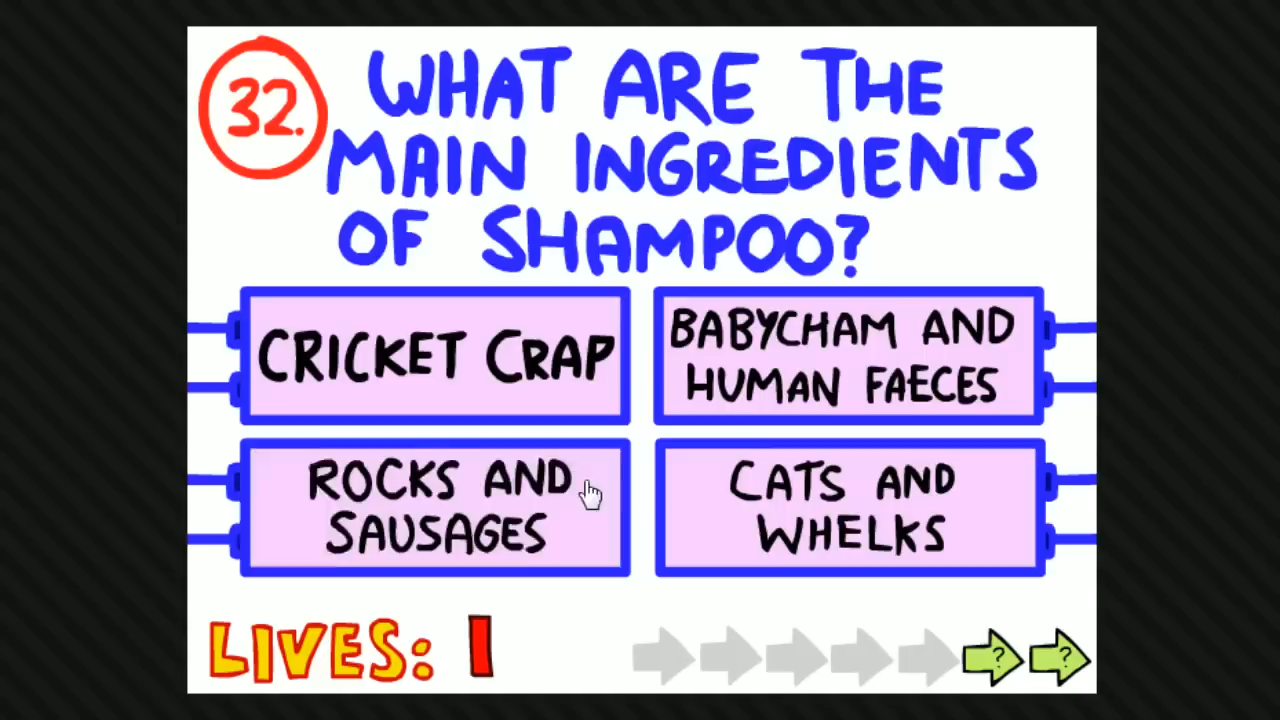 32.
WHAT ARE THE
MAIN INGREDIENTS
OF SHAMPOO?
CRICKET CRAP
BABYCHAM AND
HUMAN FAECES
ROCKS AND
SAUSAGES
CATS AND
WHELKS
LIVES: 1
? ?